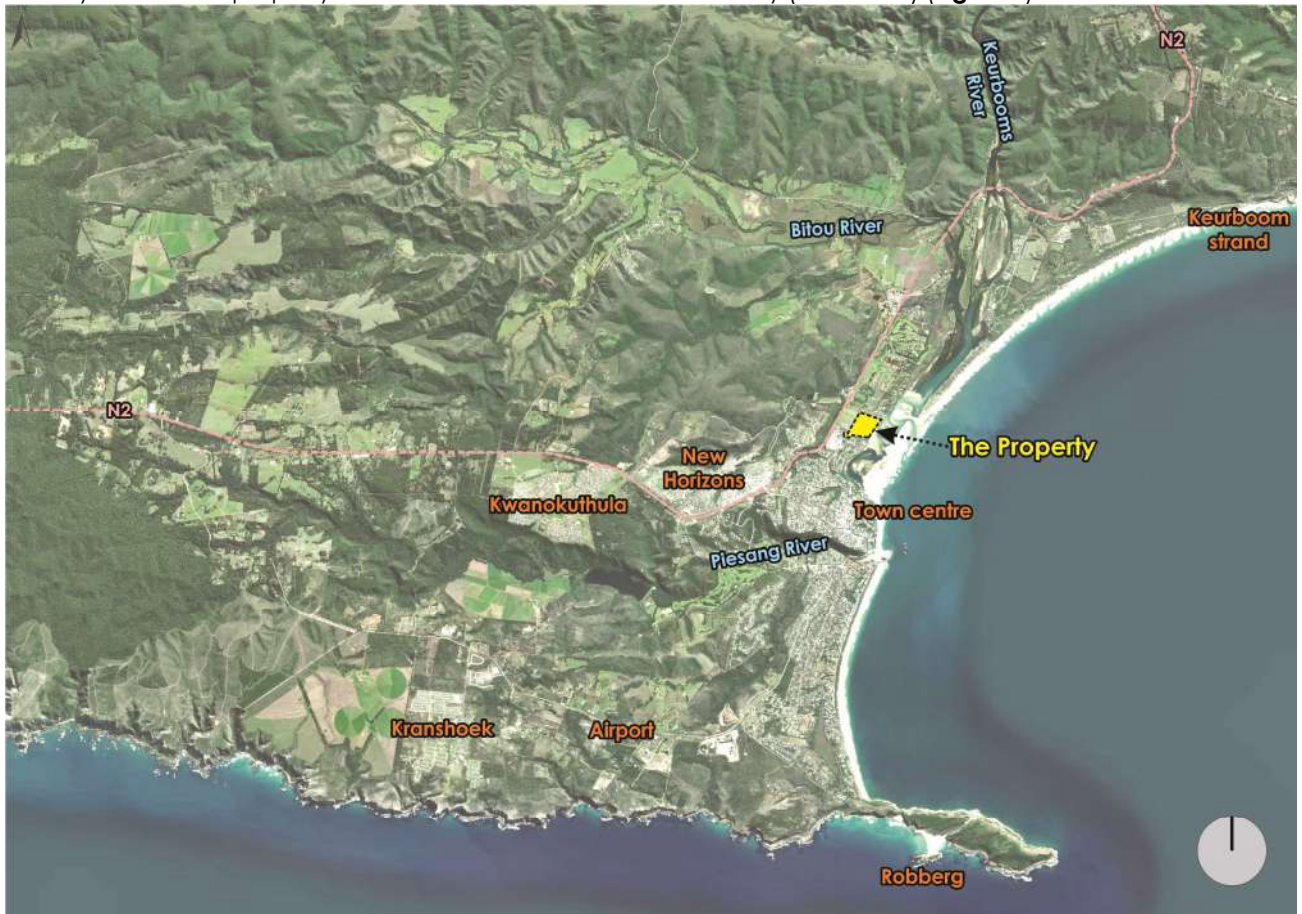 N2
Keurbooms
River
Bitou River
Keurboom
strand
N2
The Property
New
Horizons
Kwanokuthula
Town centre
Piesang River
Kranshoek
Airport
Robberg